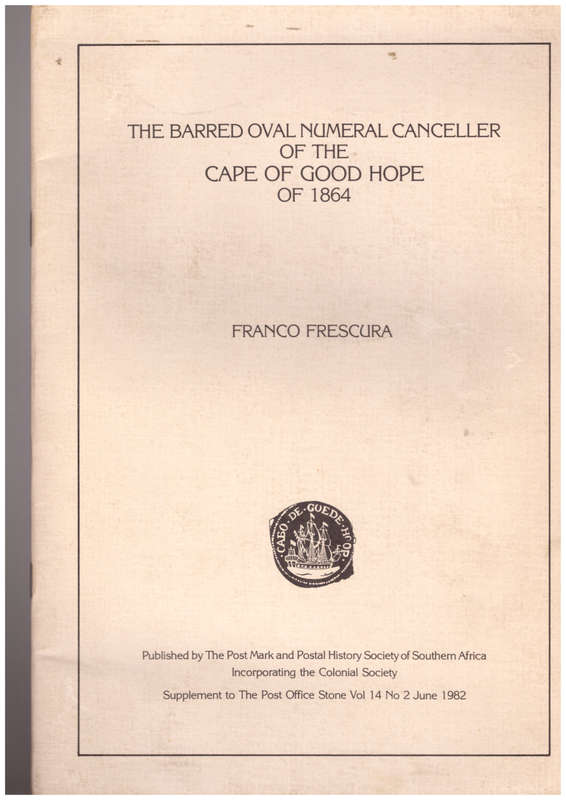 THE BARRED OVAL NUMERAL CANCELLER
OF THE
CAPE OF GOOD HOPE
OF 1864
FRANCO FRESCURA
· CABO · DE · GOEDE · HOOP ·
Published by The Post Mark and Postal History Society of Southern Africa
Incorporating the Colonial Society
Supplement to The Post Office Stone Vol 14 No 2 June 1982